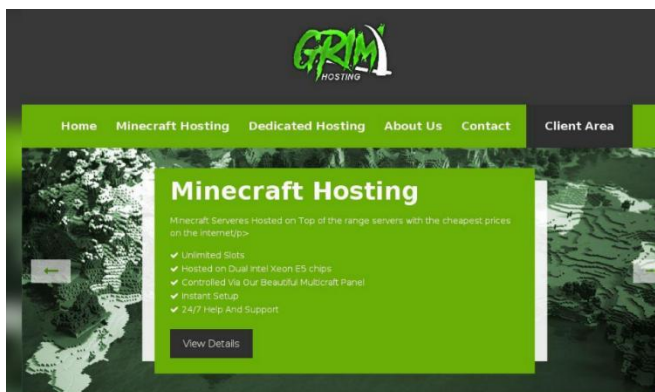 GRIM
HOSTING
Home Minecraft Hosting Dedicated Hosting About Us Contact Client Area
Minecraft Hosting
Minecraft Serveres Hosted on Top of the range servers with the cheapest prices
on the internet/p>
✔ Unlimited Slots
✔ Hosted on Dual Intel Xeon E5 chips
✔ Controlled Via Our Beautiful Multicraft Panel
✔ Instant Setup
✔ 24/7 Help And Support
View Details